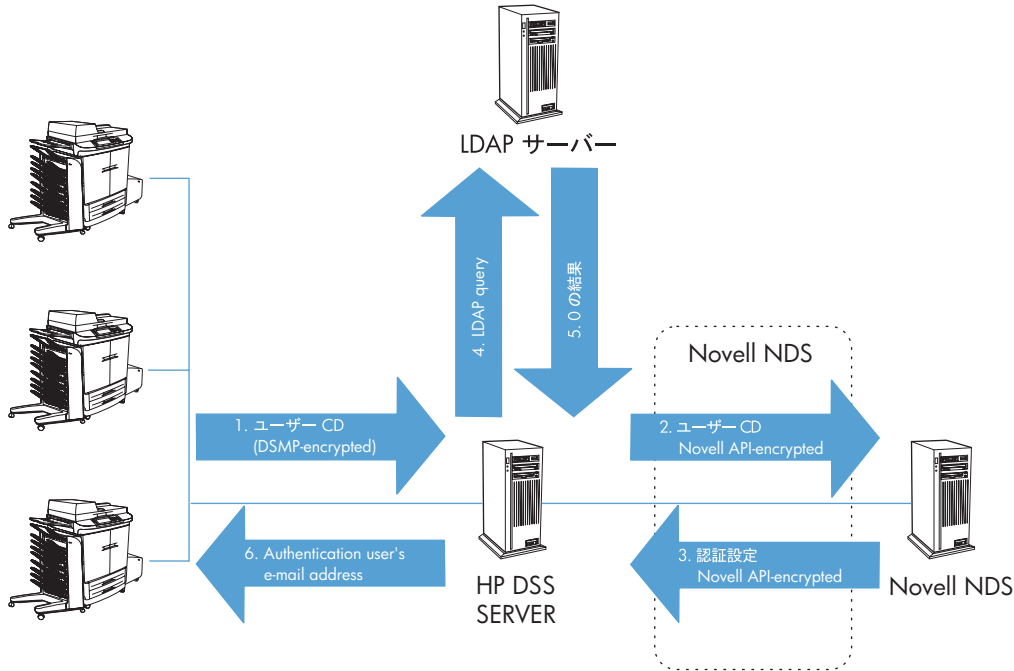 LDAP サーバー
4. LDAP query
5. 0 の結果
Novell NDS
1. ユーザー CD
(DSMP-encrypted)
2. ユーザー CD
Novell API-encrypted
6. Authentication user's
e-mail address
3. 認証設定
Novell API-encrypted
HP DSS
SERVER
Novell NDS